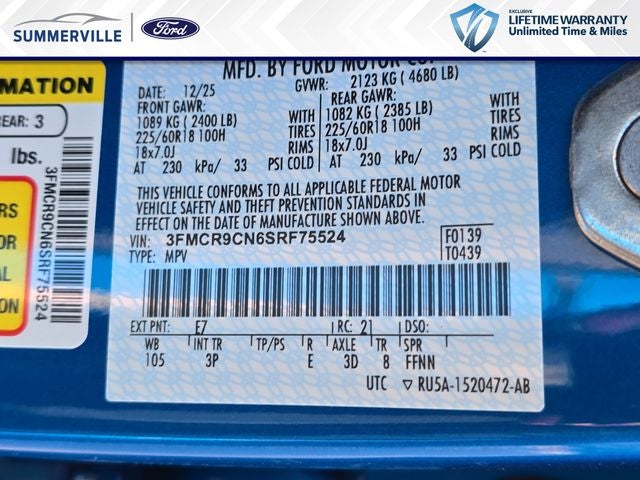 SUMMERVILLE Ford
EXCLUSIVE
LIFETIME WARRANTY
Unlimited Time & Miles
MFD. BY FORD MOTOR CO.
DATE: 12/25 GVWR: 2123 KG ( 4680 LB)
FRONT GAWR: REAR GAWR:
1089 KG ( 2400 LB) WITH 1082 KG ( 2385 LB) WITH
225/60R18 100H TIRES 225/60R18 100H TIRES
18x7.0J RIMS 18x7.0J RIMS
AT 230 kPa/ 33 PSI COLD AT 230 kPa/ 33 PSI COLD
THIS VEHICLE CONFORMS TO ALL APPLICABLE FEDERAL MOTOR
VEHICLE SAFETY AND THEFT PREVENTION STANDARDS IN
EFFECT ON THE DATE OF MANUFACTURE SHOWN ABOVE.
VIN: 3FMCR9CN6SRF75524 F0139
TYPE: MPV T0439
EXT PNT: E7 RC: 21 DSO:
WB INT TR TP/PS R AXLE TR SPR
105 3P E 3D 8 FFNN
UTC ▽ RU5A-1520472-AB
MATION
EAR: 3
lbs.
3FMCR9CN6SRF75524
RS
OR
AL
ON